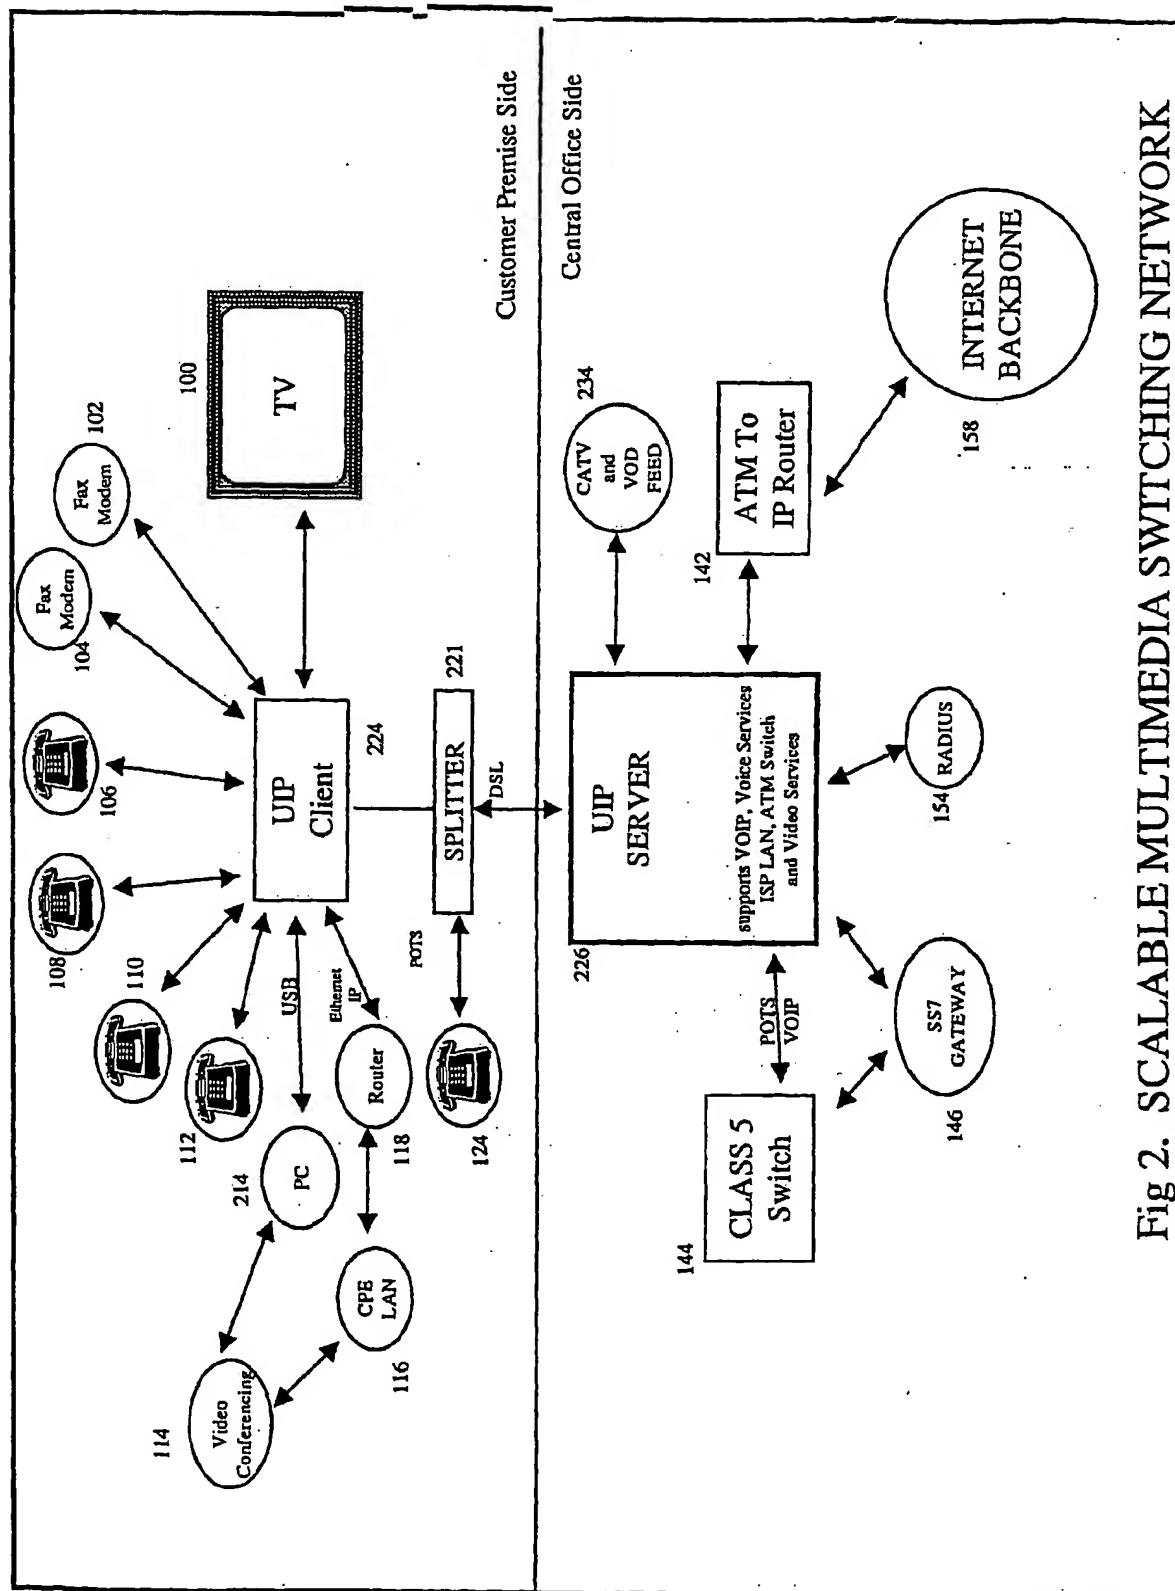 Customer Premise Side
Fax
Modem
104
Fax
Modem
102
106
108
110
112
100
TV
UIP
Client
224
USB
Ethernet
IP
214
PC
Router
118
114
Video
Conferencing
CPE
LAN
116
POTS
124
SPLITTER
221
DSL
Central Office Side
226
UIP
SERVER
supports VOIP, Voice Services
ISP LAN, ATM Switch
and Video Services
CATV
and
VOD
FEED
234
142
ATM To
IP Router
INTERNET
BACKBONE
158
POTS
VOIP
144
CLASS 5
Switch
SS7
GATEWAY
146
154
RADIUS
Fig 2. SCALABLE MULTIMEDIA SWITCHING NETWORK